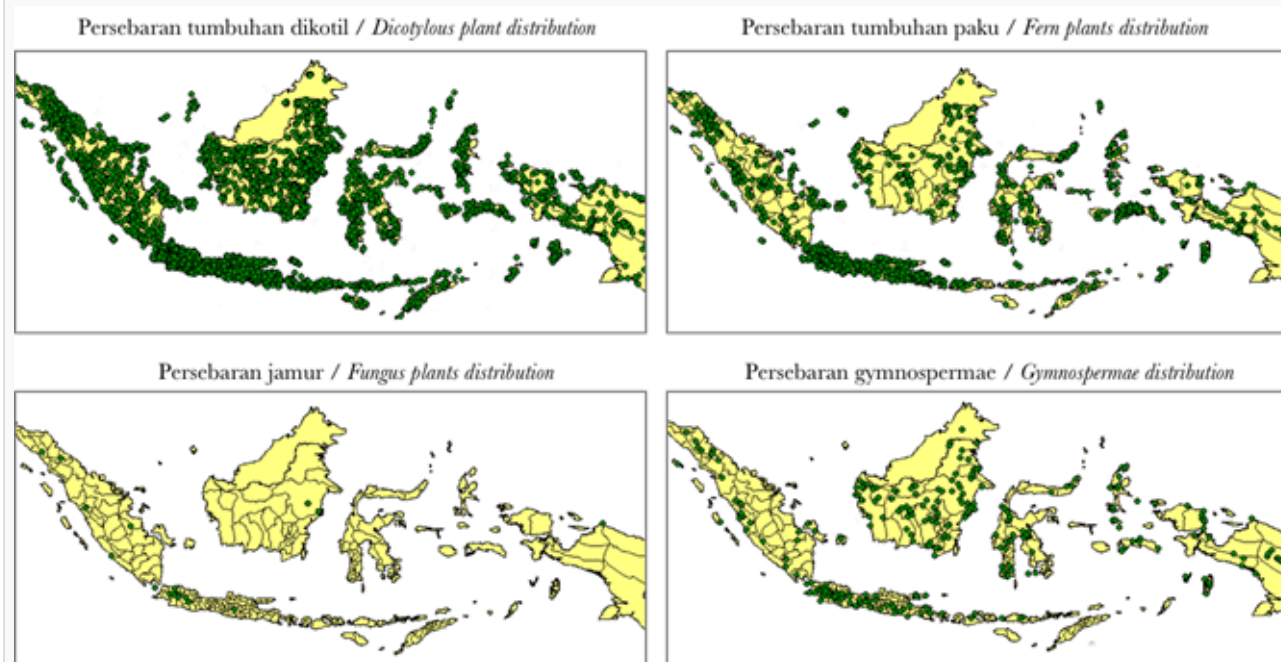 Persebaran tumbuhan dikotil / Dicotylous plant distribution
Persebaran tumbuhan paku / Fern plants distribution
Persebaran jamur / Fungus plants distribution
Persebaran gymnospermae / Gymnospermae distribution